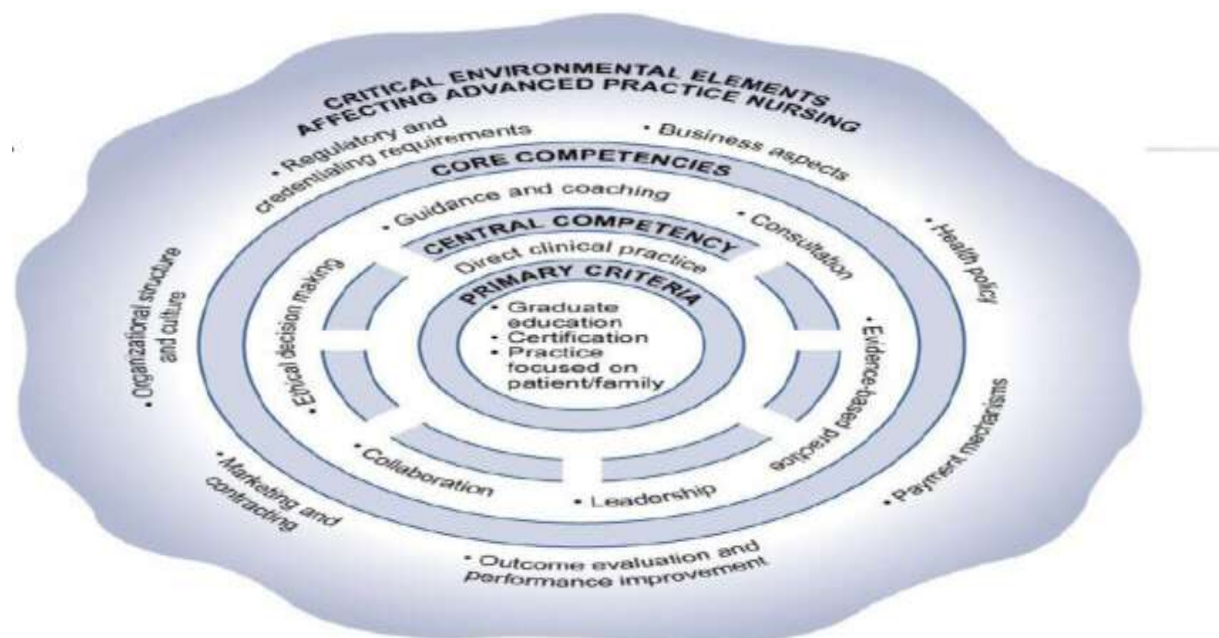 CRITICAL ENVIRONMENTAL ELEMENTS
AFFECTING ADVANCED PRACTICE NURSING
• Regulatory and
credentialing requirements
• Business aspects
CORE COMPETENCIES
• Guidance and coaching
• Consultation
• Health policy
CENTRAL COMPETENCY
Direct clinical practice
PRIMARY CRITERIA
• Graduate
education
• Certification
• Practice
focused on
patient/family
• Ethical decision making
• Organizational structure
and culture
• Evidence-based practice
• Payment mechanisms
• Collaboration
• Leadership
• Marketing and
contracting
• Outcome evaluation and
performance improvement